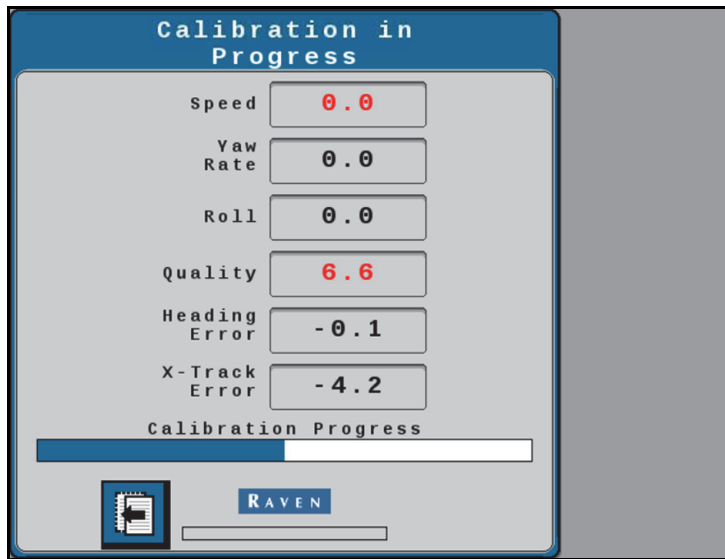 Calibration in
Progress
Speed 0.0
Yaw
Rate 0.0
Roll 0.0
Quality 6.6
Heading
Error -0.1
X-Track
Error -4.2
Calibration Progress
RAVEN